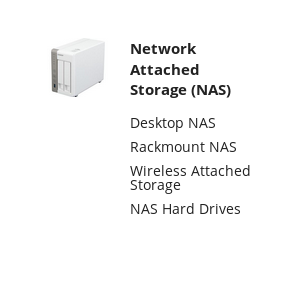 Network
Attached
Storage (NAS)
Desktop NAS
Rackmount NAS
Wireless Attached
Storage
NAS Hard Drives